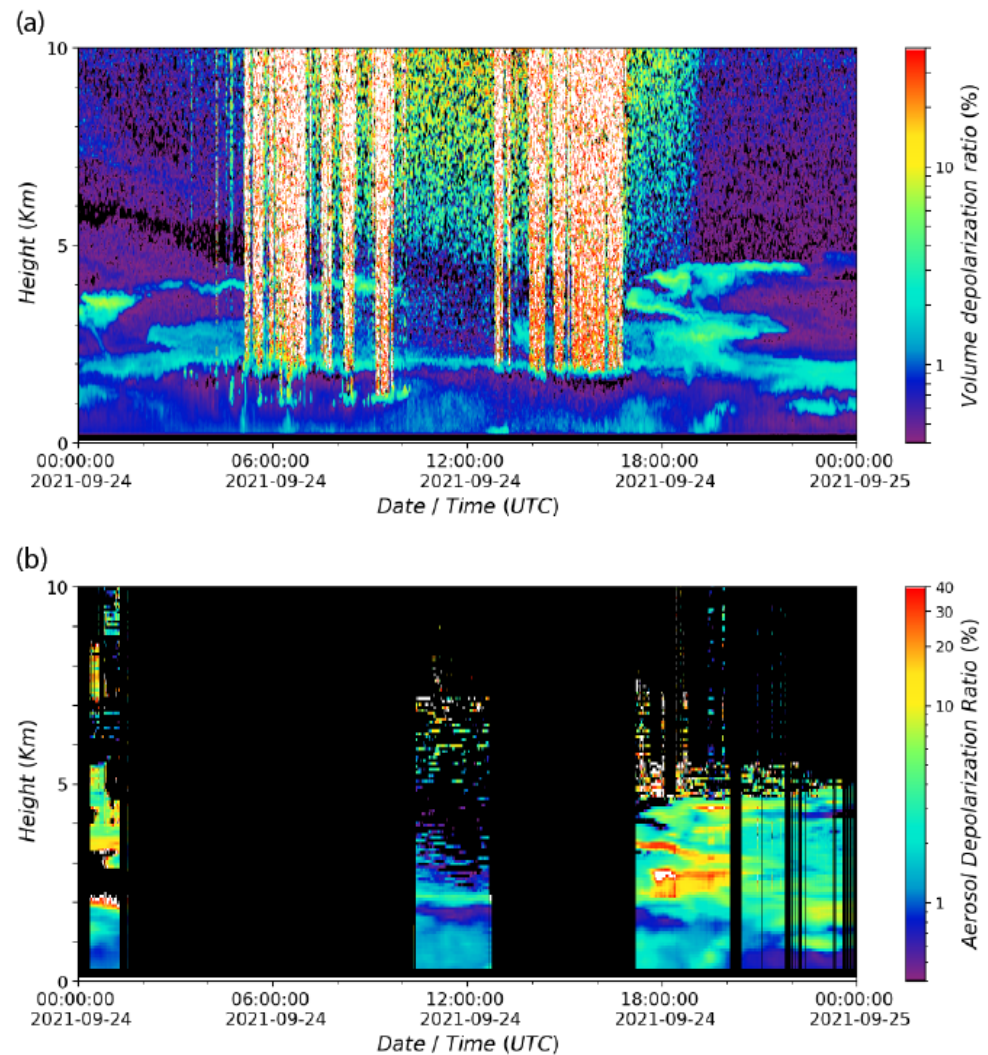 (a)
10
5
0
Height (Km)
00:00:00 06:00:00 12:00:00 18:00:00 00:00:00
2021-09-24 2021-09-24 2021-09-24 2021-09-24 2021-09-25
Date / Time (UTC)
10
1
Volume depolarization ratio (%)
(b)
10
5
0
Height (Km)
00:00:00 06:00:00 12:00:00 18:00:00 00:00:00
2021-09-24 2021-09-24 2021-09-24 2021-09-24 2021-09-25
Date / Time (UTC)
40
30
20
10
1
Aerosol Depolarization Ratio (%)